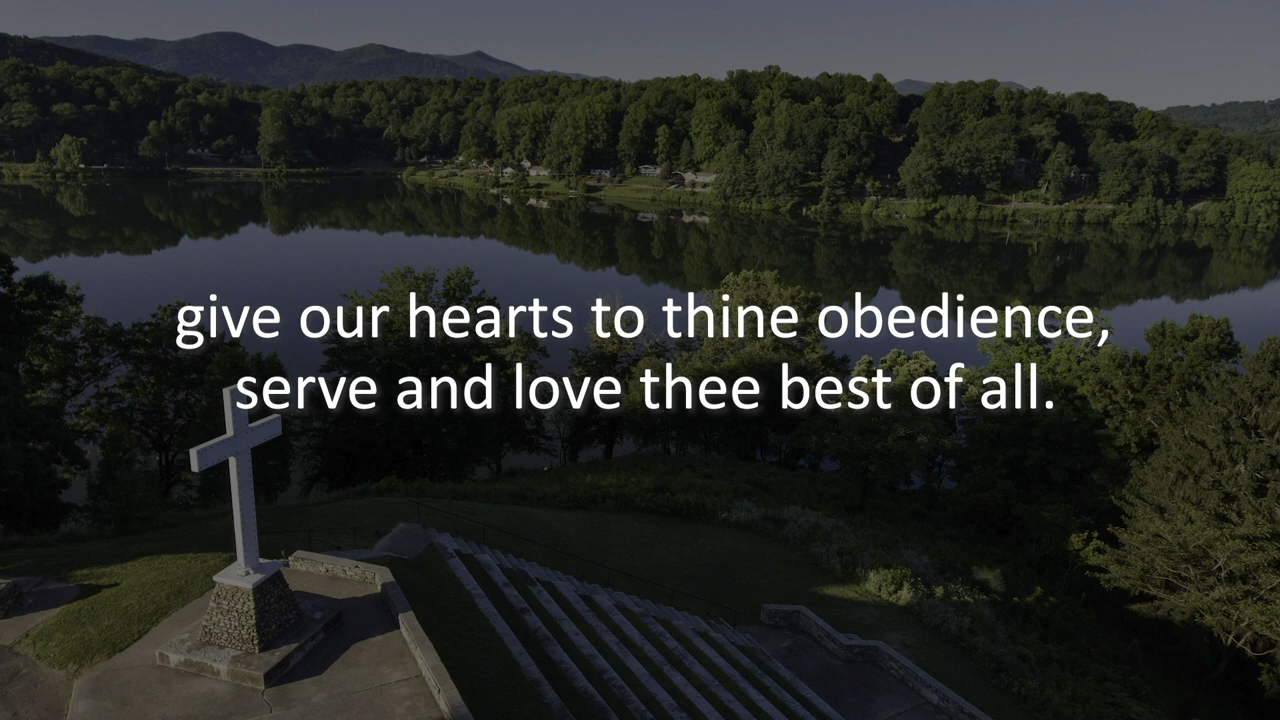 give our hearts to thine obedience,
serve and love thee best of all.